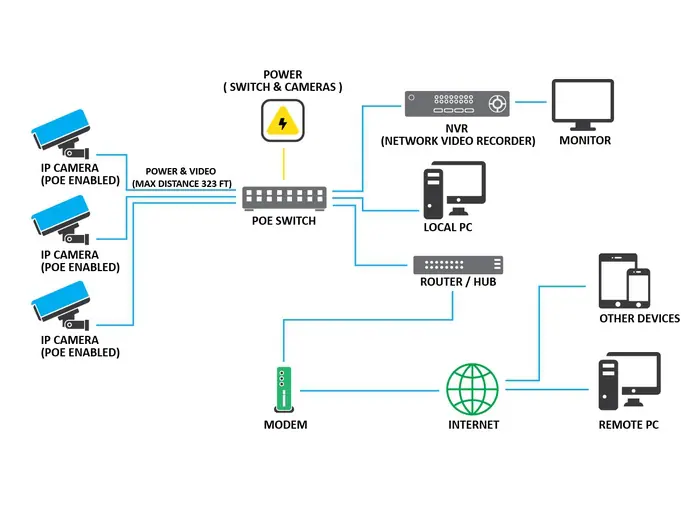 POWER
( SWITCH & CAMERAS )
NVR
(NETWORK VIDEO RECORDER)
MONITOR
IP CAMERA
(POE ENABLED)
POWER & VIDEO
(MAX DISTANCE 323 FT)
POE SWITCH
LOCAL PC
IP CAMERA
(POE ENABLED)
ROUTER / HUB
OTHER DEVICES
IP CAMERA
(POE ENABLED)
MODEM
INTERNET
REMOTE PC